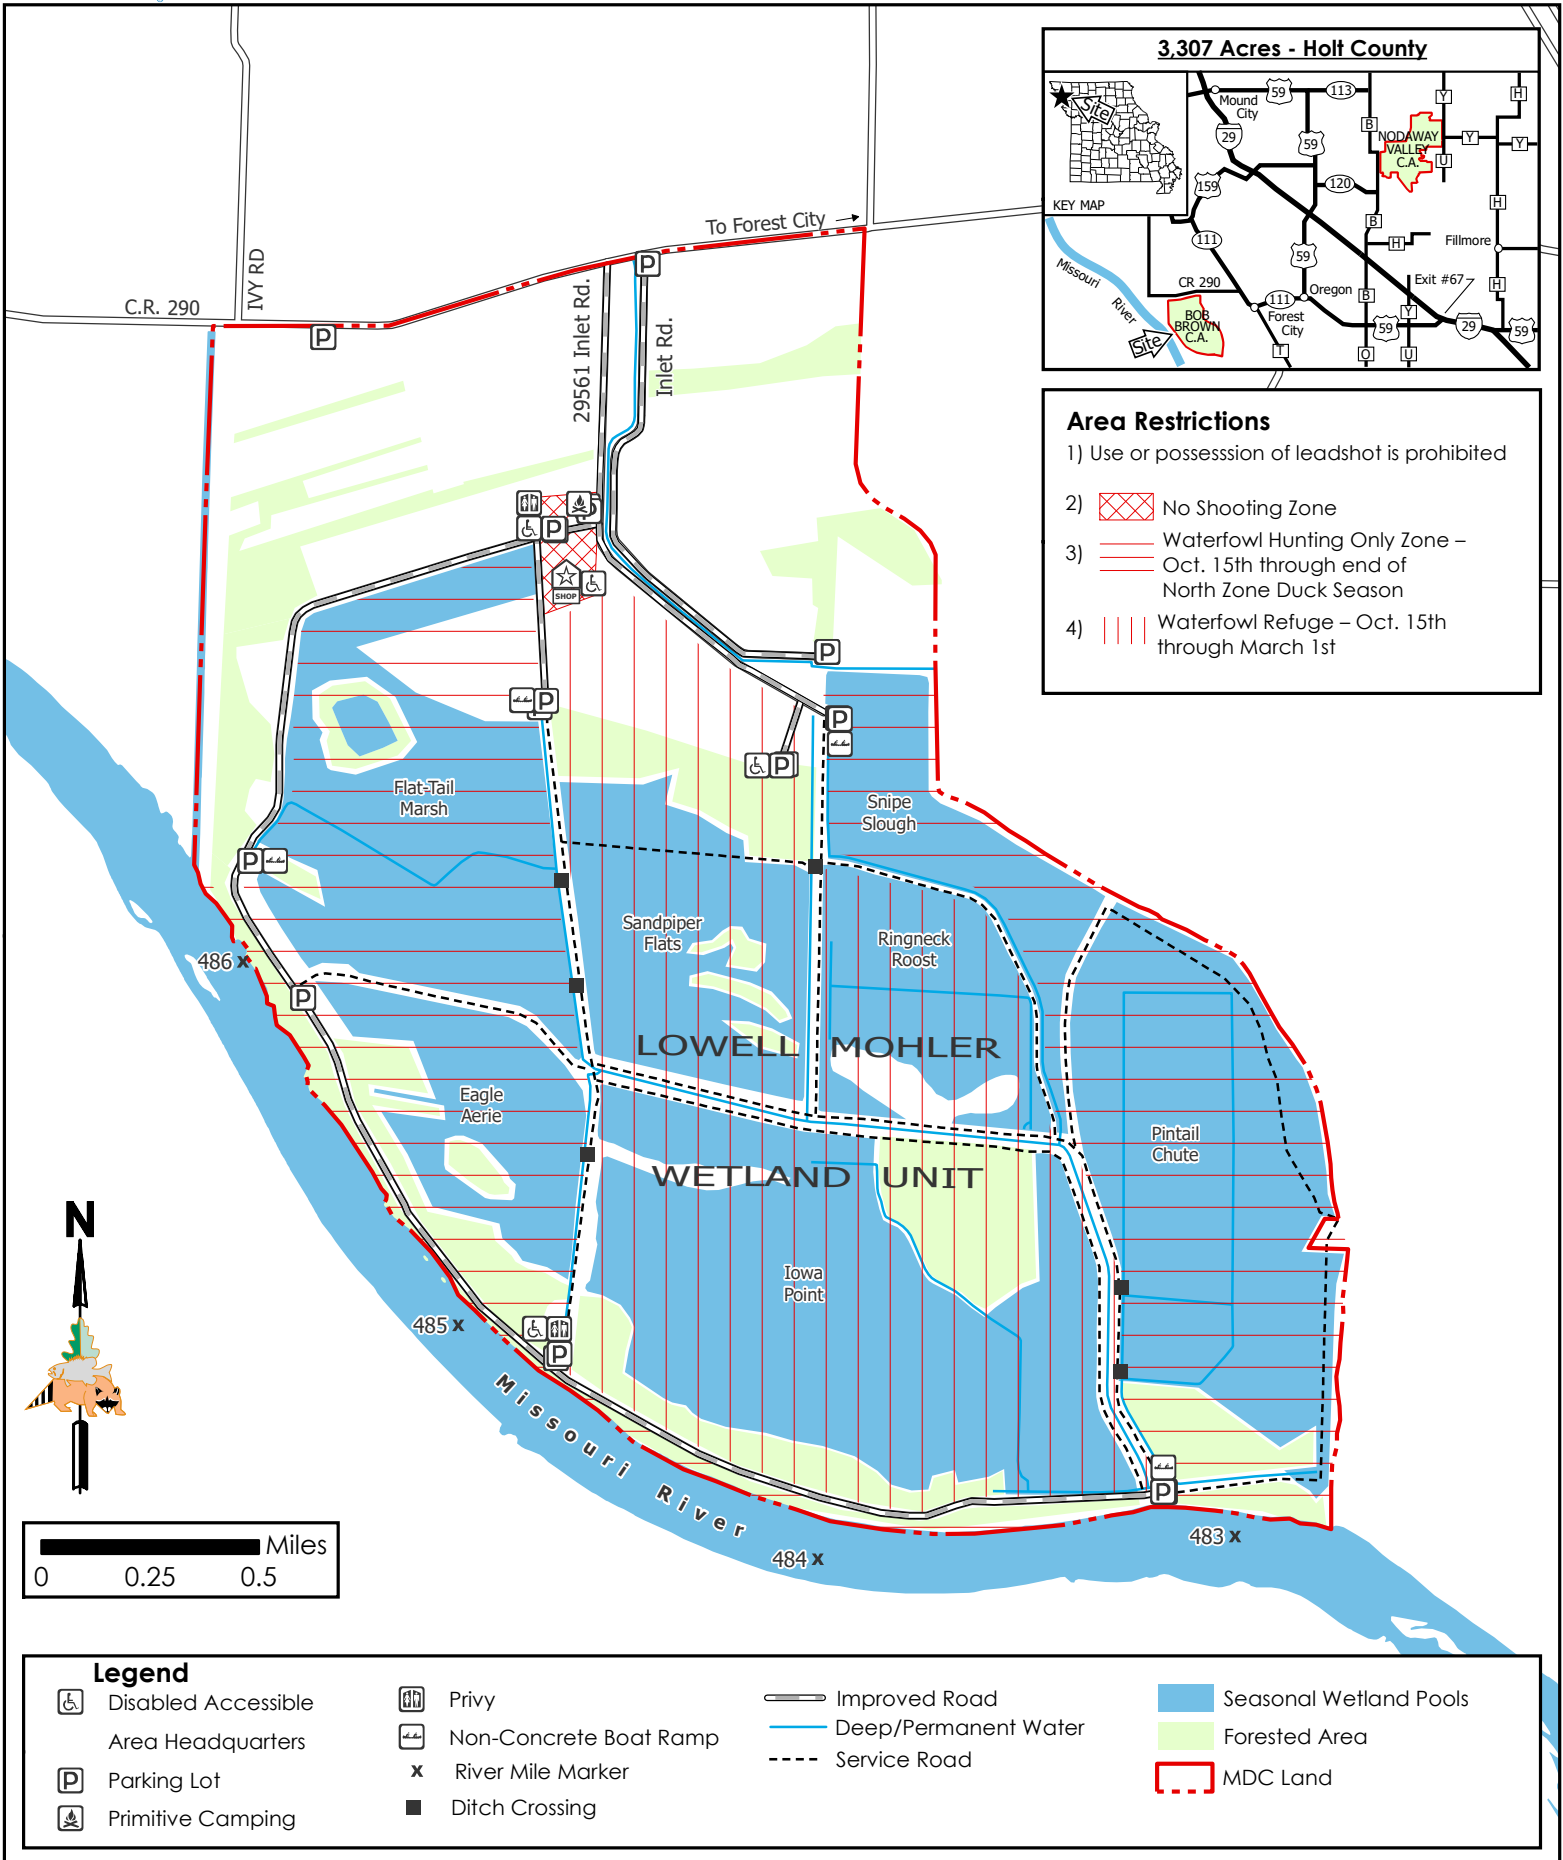 3,307 Acres - Holt County
Site
KEY MAP
Mound
City
59
113
29
59
B
Y
H
NODAWAY
VALLEY
C.A.
Y
Y
U
159
120
H
B
111
H
Fillmore
59
Missouri
River
CR 290
Exit #67
H
111
Oregon
B
Y
BOB
BROWN
C.A.
Forest
City
59
29
59
Site
T
O
U
Area Restrictions
1) Use or possesssion of leadshot is prohibited
2) No Shooting Zone
3) Waterfowl Hunting Only Zone –
Oct. 15th through end of
North Zone Duck Season
4) Waterfowl Refuge – Oct. 15th
through March 1st
To Forest City
IVY RD
C.R. 290
P
P
29561 Inlet Rd.
Inlet Rd.
P
P
SHOP
P
P
P
P
Flat-Tail
Marsh
Snipe
Slough
P
Sandpiper
Flats
Ringneck
Roost
486 x
P
LOWELL MOHLER
Eagle
Aerie
Pintail
Chute
WETLAND UNIT
N
Iowa
Point
485 x
P
Missouri River
P
483 x
484 x
Miles
0 0.25 0.5
Legend
Disabled Accessible
Area Headquarters
P Parking Lot
Primitive Camping
Privy
Non-Concrete Boat Ramp
x River Mile Marker
Ditch Crossing
Improved Road
Deep/Permanent Water
Service Road
Seasonal Wetland Pools
Forested Area
MDC Land